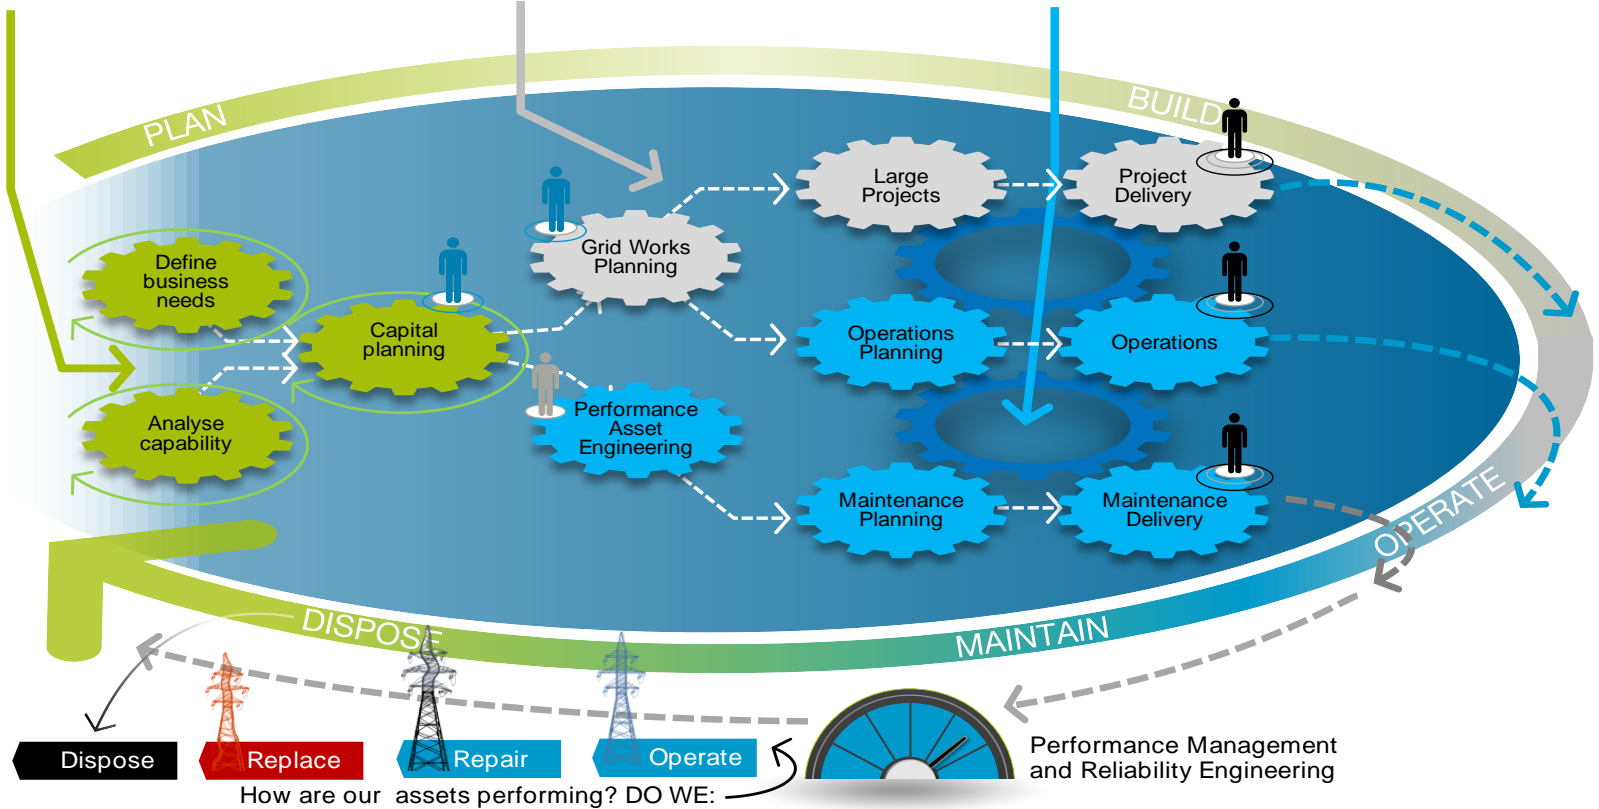 PLAN
BUILD
Large
Projects
Project
Delivery
Define
business
needs
Grid Works
Planning
Capital
planning
Operations
Planning
Operations
Analyse
capability
Performance
Asset
Engineering
Maintenance
Planning
Maintenance
Delivery
OPERATE
DISPOSE
MAINTAIN
Dispose
Replace
Repair
Operate
Performance Management
and Reliability Engineering
How are our assets performing? DO WE: